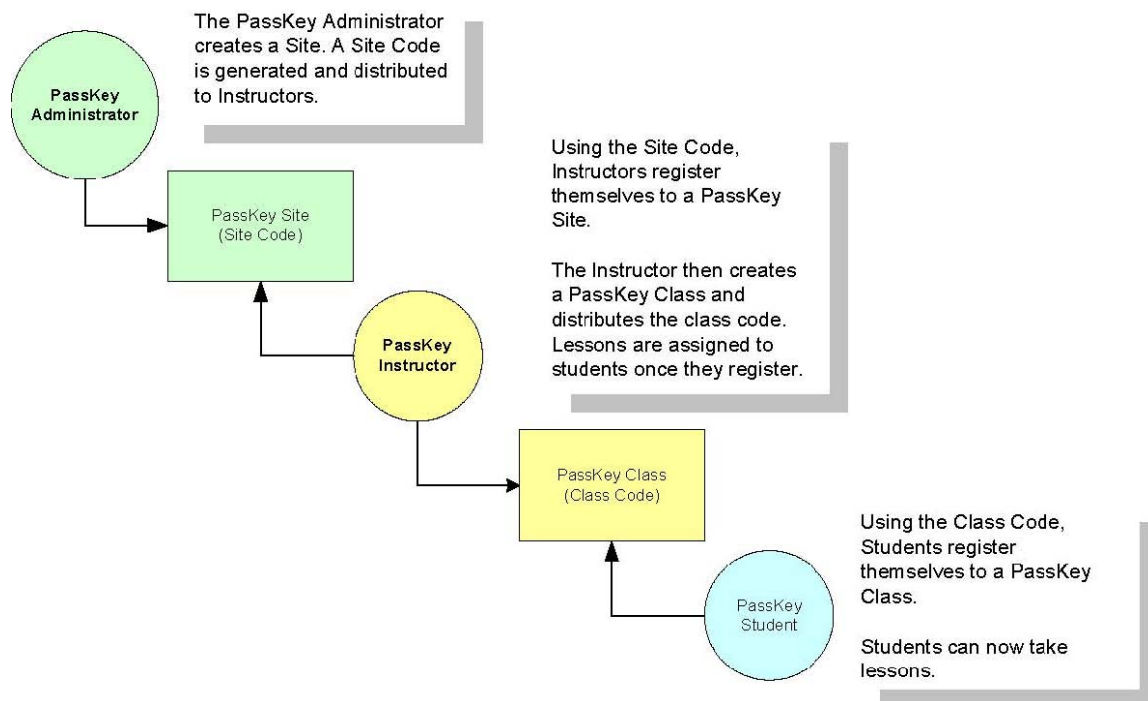 The PassKey Administrator
creates a Site. A Site Code
is generated and distributed
to Instructors.
PassKey
Administrator
Using the Site Code,
Instructors register
themselves to a PassKey
Site.
PassKey Site
(Site Code)
The Instructor then creates
a PassKey Class and
distributes the class code.
Lessons are assigned to
students once they register.
PassKey
Instructor
PassKey Class
(Class Code)
Using the Class Code,
Students register
themselves to a PassKey
Class.
PassKey
Student
Students can now take
lessons.